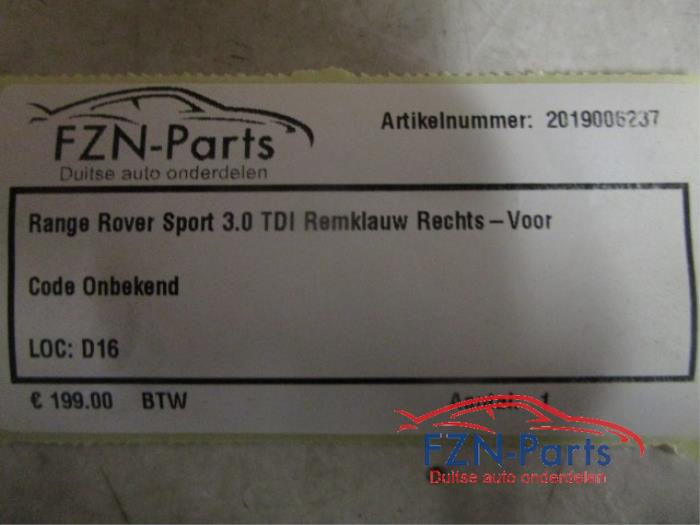 FZN-Parts
Duitse auto onderdelen
Artikelnummer: 2019006237
Range Rover Sport 3.0 TDI Remklauw Rechts – Voor
Code Onbekend
LOC: D16
€ 199.00 BTW
1
FZN-Parts
Duitse auto onderdelen